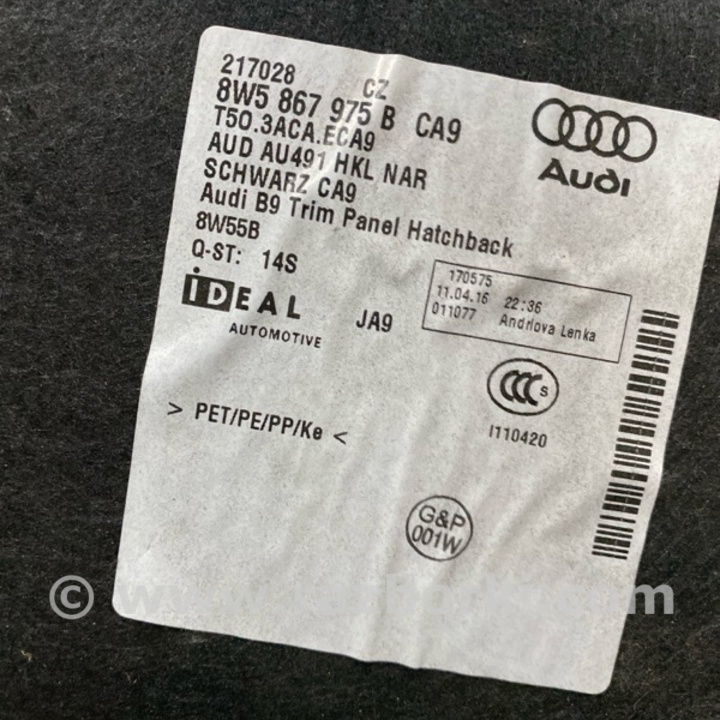 217028 CZ
8W5 867 975 B CA9
T50.3ACA.ECA9
AUD AU491 HKL NAR
SCHWARZ CA9
Audi B9 Trim Panel Hatchback
8W55B
Q-ST: 14S
IDEAL
AUTOMOTIVE
JA9
Audi
170575
11.04.16 22:36
011077 Andrlova Lenka
CCC S
I110420
> PET/PE/PP/Ke <
G&P
001W
©